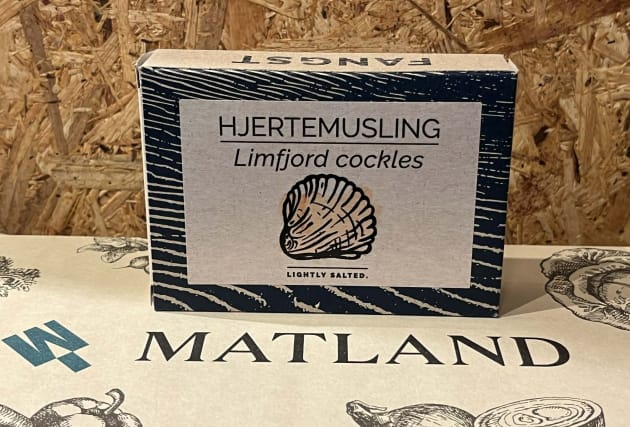 FANGST
HJERTEMUSLING
Limfjord cockles
LIGHTLY SALTED.
MATLAND